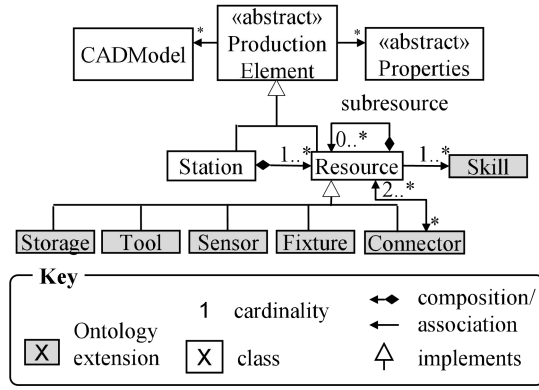 «abstract»
Production
Element
CADModel
*
*
«abstract»
Properties
subresource
0..*
Station
1..*
Resource
1..*
Skill
2..*
*
Storage
Tool
Sensor
Fixture
Connector
Key
X
Ontology
extension
1
cardinality
X
class
composition/
association
implements